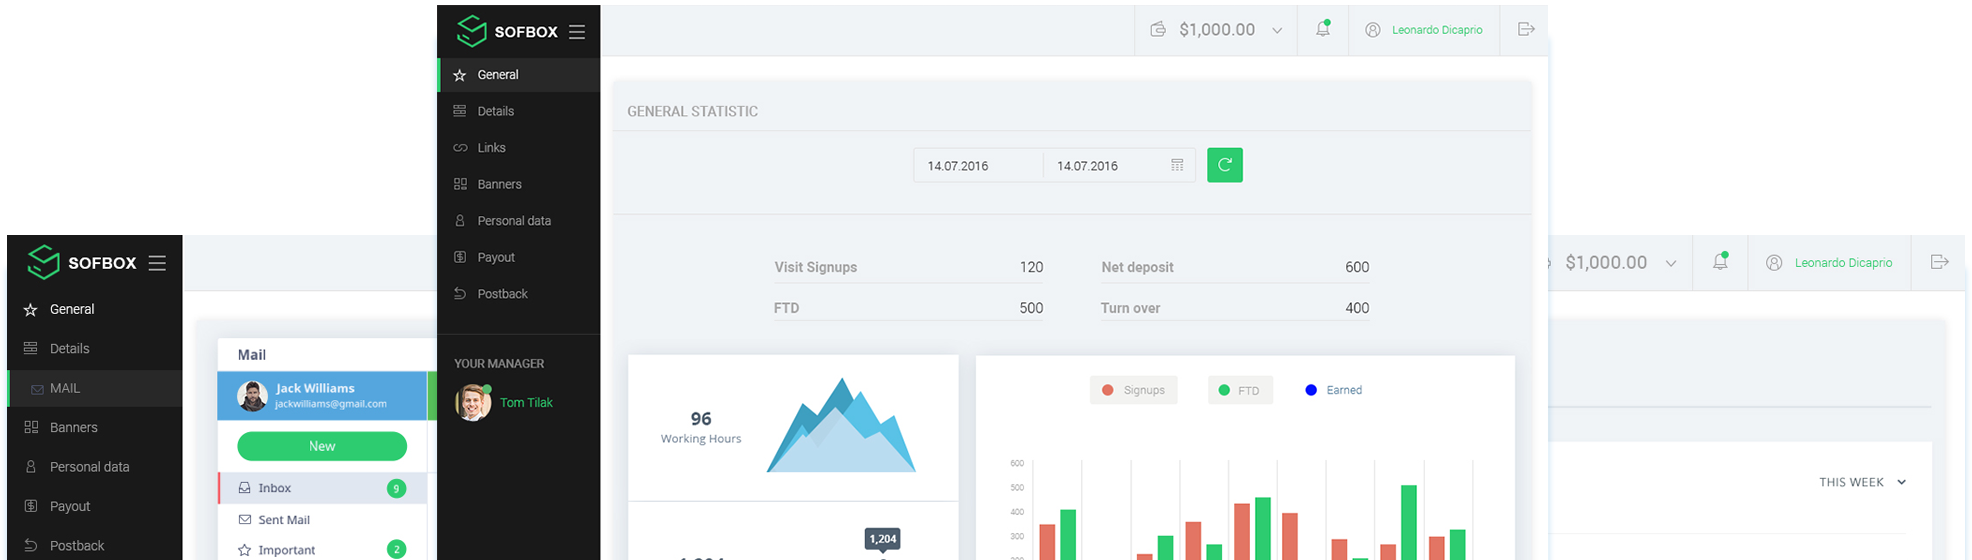 SOFBOX
$1,000.00
Leonardo Dicaprio
General
Details
Links
Banners
Personal data
Payout
Postback
YOUR MANAGER
Tom Tilak
GENERAL STATISTIC
14.07.2016 14.07.2016
Visit Signups 120 Net deposit 600
FTD 500 Turn over 400
96
Working Hours
1,204
Signups FTD Earned
600
500
400
300
SOFBOX
General
Details
MAIL
Banners
Personal data
Payout
Postback
Mail
Jack Williams
jackwilliams@gmail.com
New
Inbox 9
Sent Mail
Important 2
$1,000.00
Leonardo Dicaprio
THIS WEEK